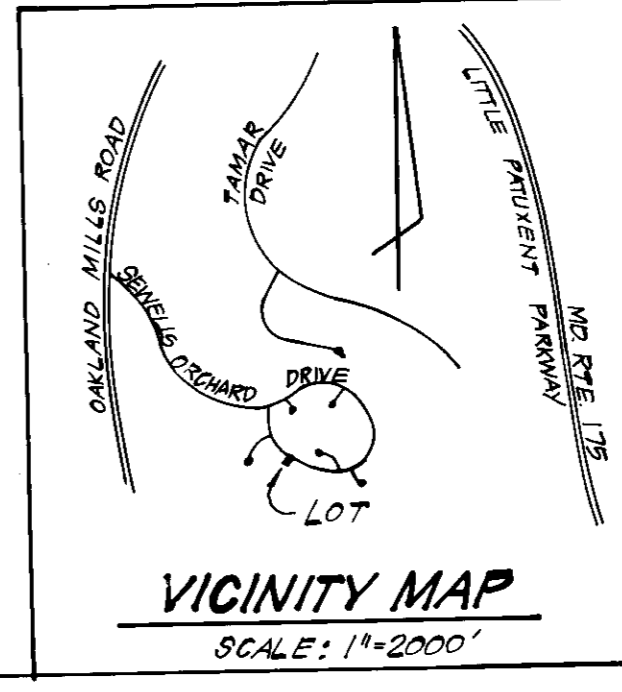 OAKLAND MILLS ROAD
TAMAR
DRIVE
LITTLE PATUXENT PARKWAY
MD. RTE. 175
SEWELLS ORCHARD DRIVE
LOT
VICINITY MAP
SCALE: 1"=2000'